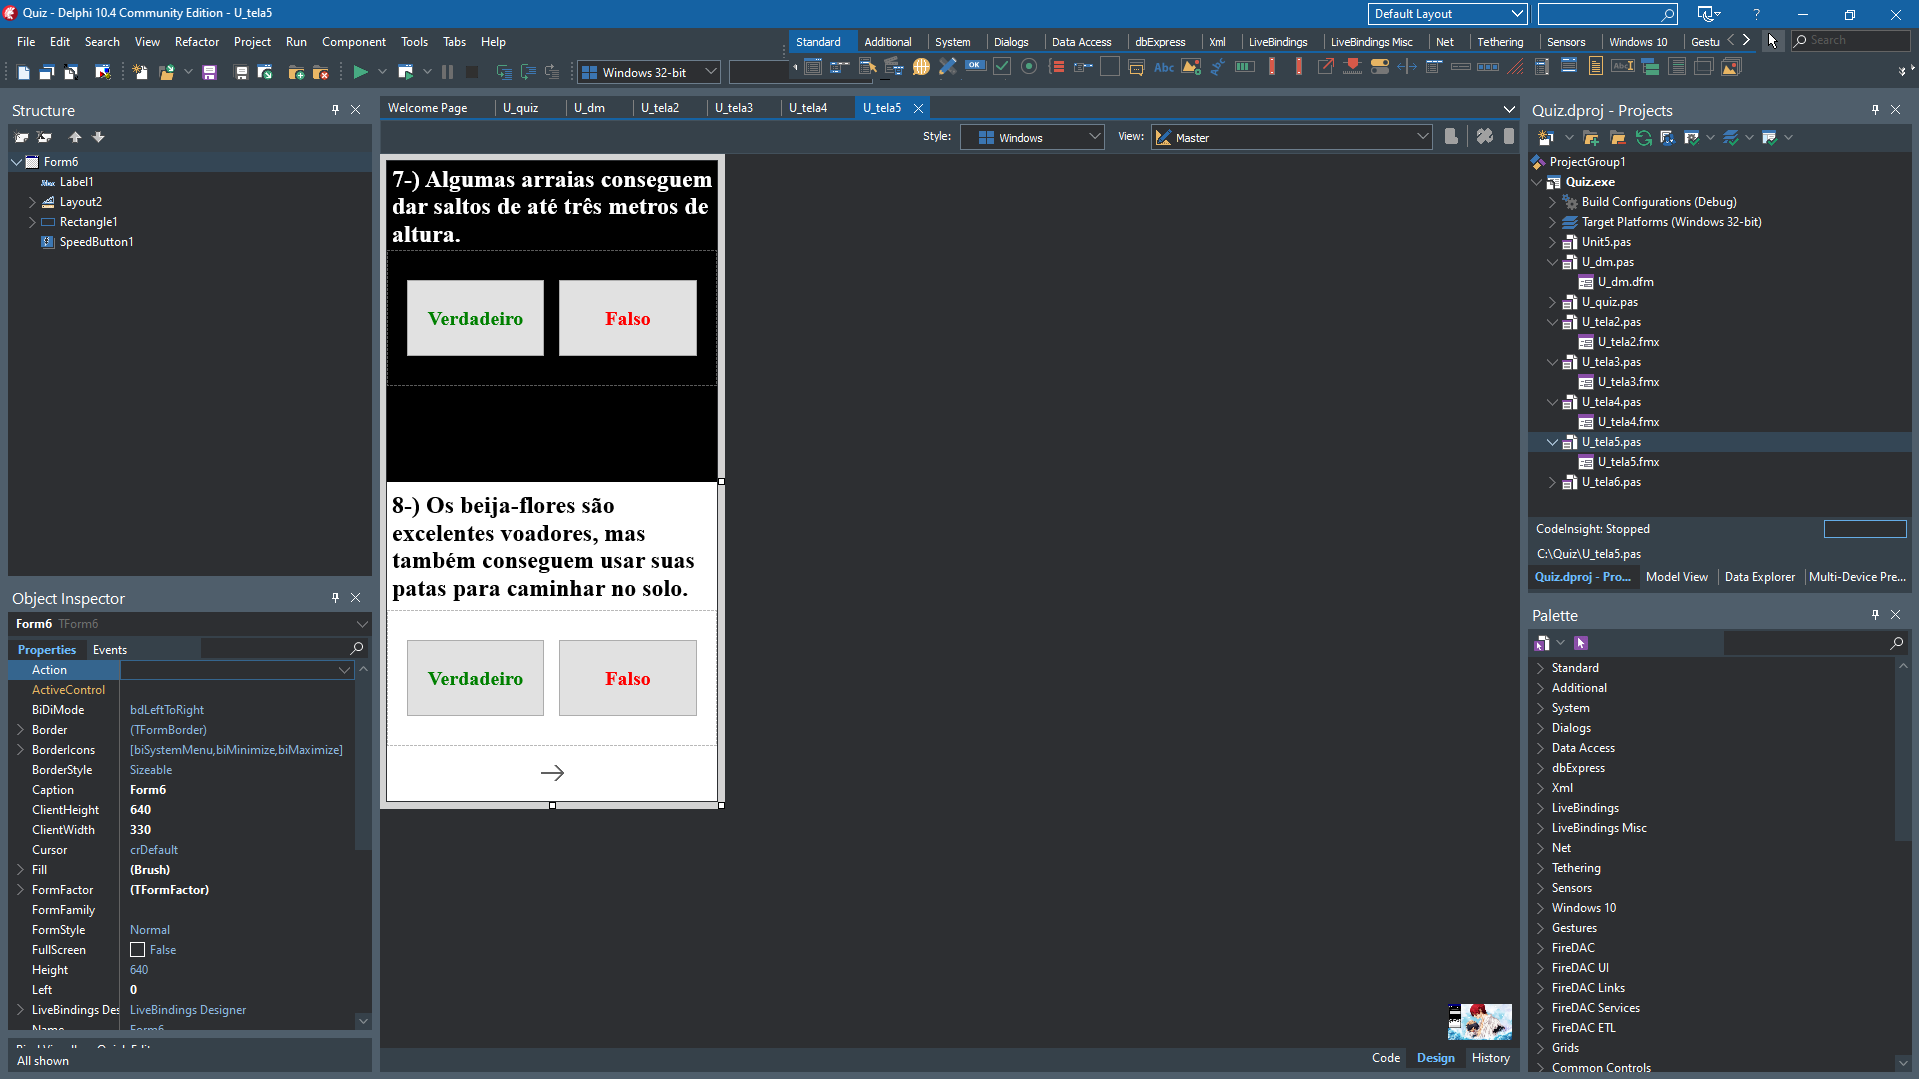 Quiz - Delphi 10.4 Community Edition - U_tela5
Default Layout
?
File Edit Search View Refactor Project Run Component Tools Tabs Help
Standard Additional System Dialogs Data Access dbExpress Xml LiveBindings LiveBindings Misc Net Tethering Sensors Windows 10 Gestu
Search
Windows 32-bit
Structure
Form6
Label1
Layout2
Rectangle1
SpeedButton1
Object Inspector
Form6 TForm6
Properties Events
Action
ActiveControl
BiDiMode bdLeftToRight
Border (TFormBorder)
BorderIcons [biSystemMenu,biMinimize,biMaximize]
BorderStyle Sizeable
Caption Form6
ClientHeight 640
ClientWidth 330
Cursor crDefault
Fill (Brush)
FormFactor (TFormFactor)
FormFamily
FormStyle Normal
FullScreen False
Height 640
Left 0
LiveBindings Des LiveBindings Designer
Name Form6
All shown
Welcome Page U_quiz U_dm U_tela2 U_tela3 U_tela4 U_tela5
Style: Windows View: Master
7-) Algumas arraias conseguem
dar saltos de até três metros de
altura.
Verdadeiro Falso
8-) Os beija-flores são
excelentes voadores, mas
também conseguem usar suas
patas para caminhar no solo.
Verdadeiro Falso
Code Design History
Quiz.dproj - Projects
ProjectGroup1
Quiz.exe
Build Configurations (Debug)
Target Platforms (Windows 32-bit)
Unit5.pas
U_dm.pas
U_dm.dfm
U_quiz.pas
U_tela2.pas
U_tela2.fmx
U_tela3.pas
U_tela3.fmx
U_tela4.pas
U_tela4.fmx
U_tela5.pas
U_tela5.fmx
U_tela6.pas
CodeInsight: Stopped
C:\Quiz\U_tela5.pas
Quiz.dproj - Pro... Model View Data Explorer Multi-Device Pre...
Palette
Standard
Additional
System
Dialogs
Data Access
dbExpress
Xml
LiveBindings
LiveBindings Misc
Net
Tethering
Sensors
Windows 10
Gestures
FireDAC
FireDAC UI
FireDAC Links
FireDAC Services
FireDAC ETL
Grids
Common Controls